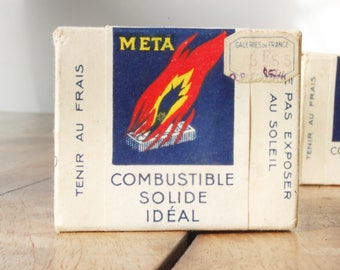 META
GALERIES DE FRANCE
TENIR AU FRAIS
NE PAS EXPOSER
AU SOLEIL
COMBUSTIBLE
SOLIDE
IDÉAL
TENIR AU FRAIS